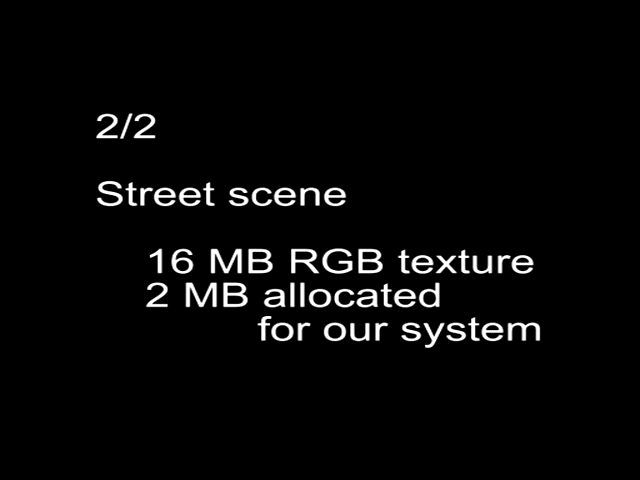 2/2
Street scene
16 MB RGB texture
2 MB allocated
for our system